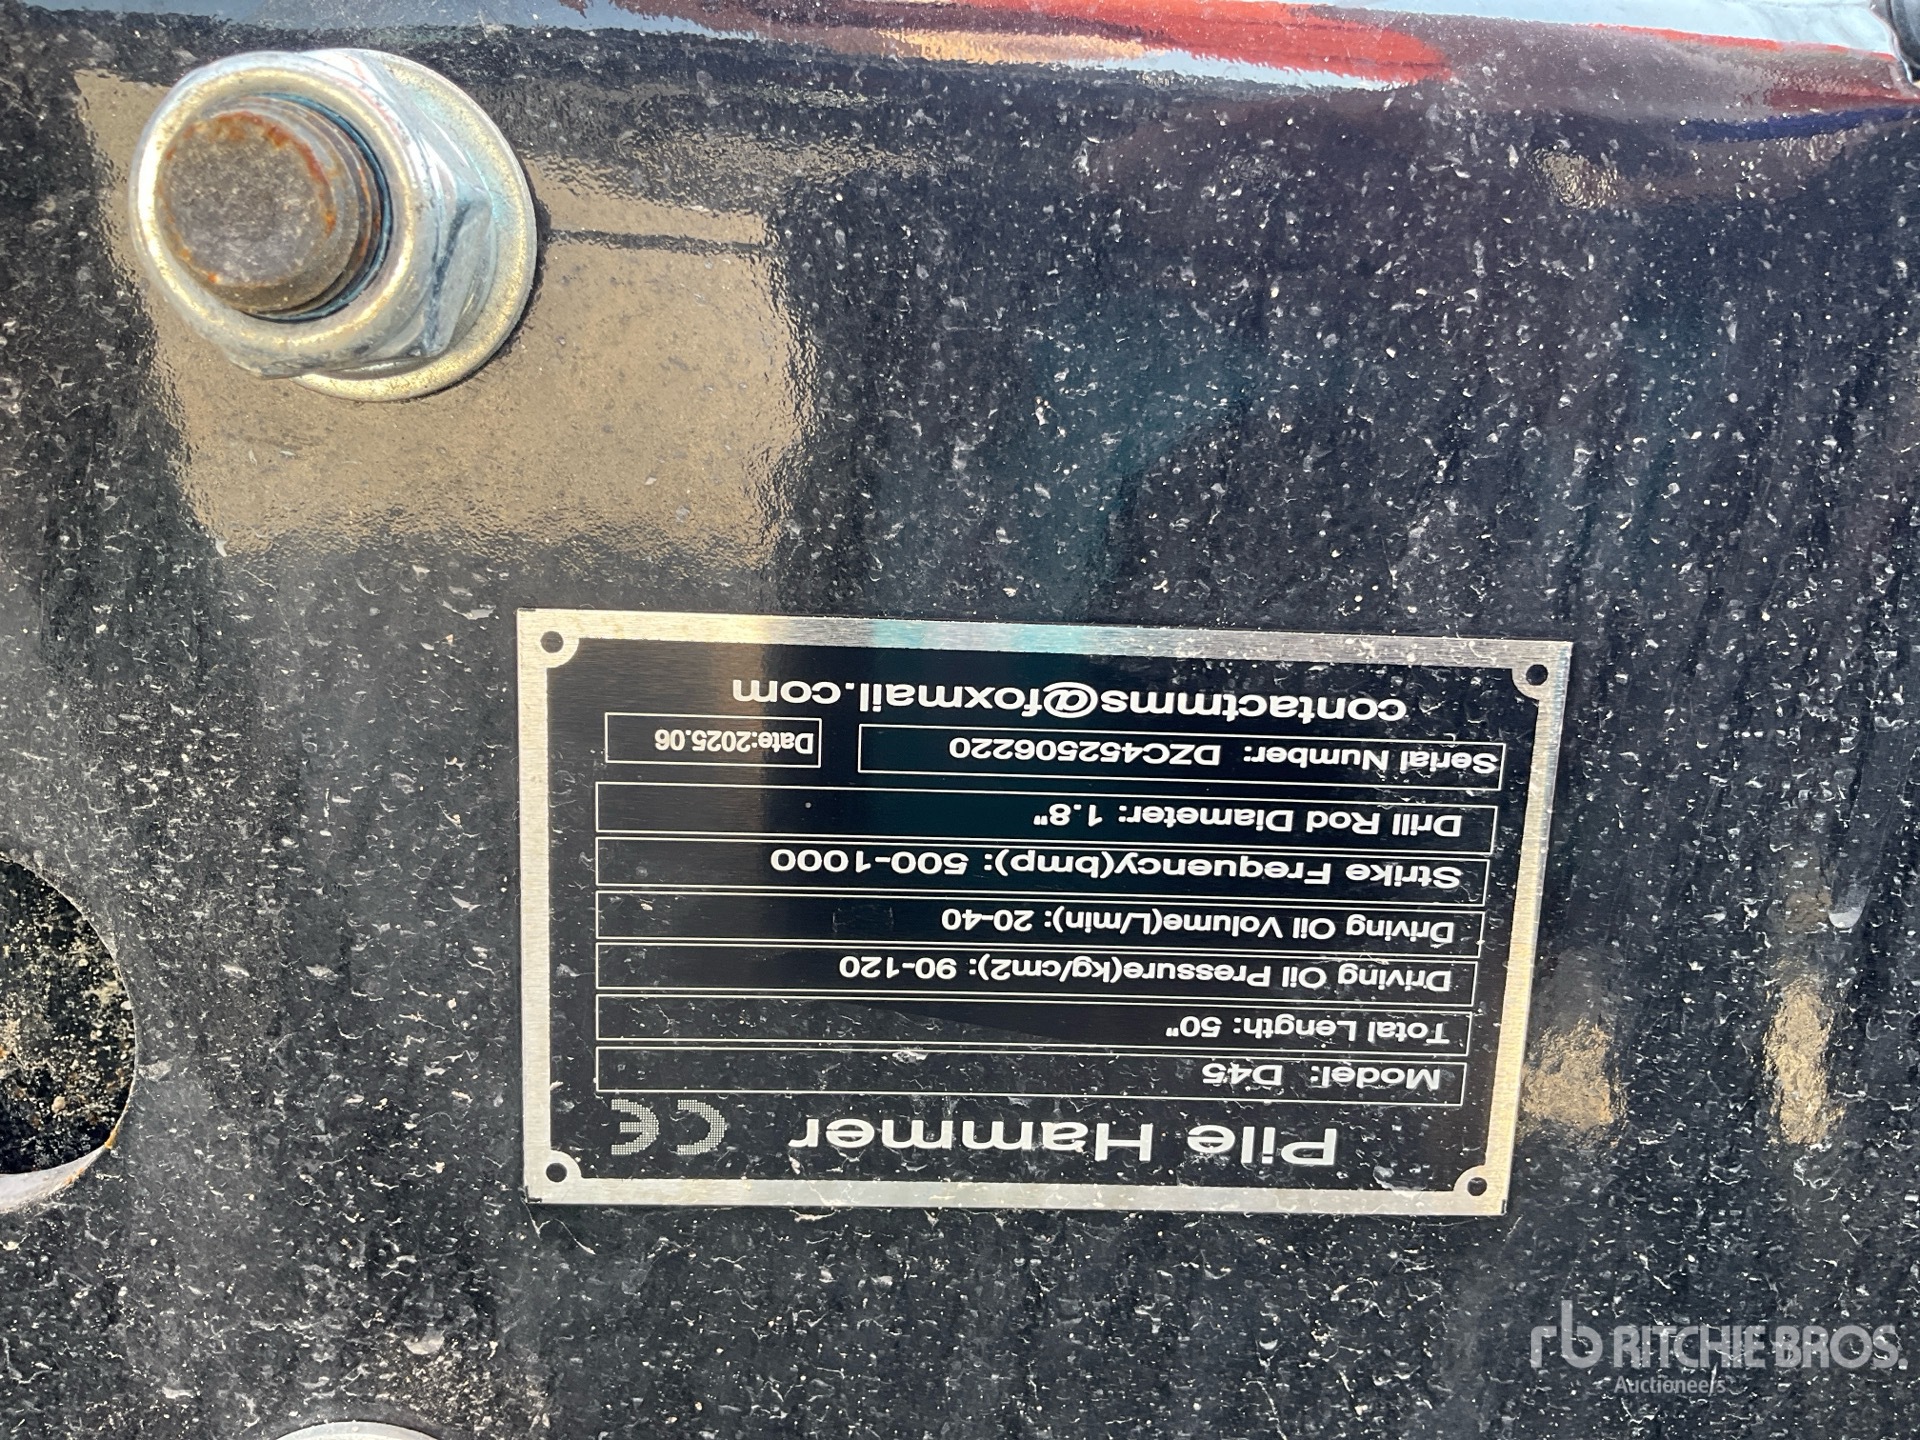 Pile Hammer CE
Model: D45
Total Length: 50"
Driving Oil Pressure(kg/cm2): 90-120
Driving Oil Volume(L/min): 20-40
Strike Frequency(bmp): 500-1000
Drill Rod Diameter: 1.8"
Serial Number: DZC452506220 Date:2025.06
contactmms@foxmail.com
rb RITCHIE BROS.
Auctioneers